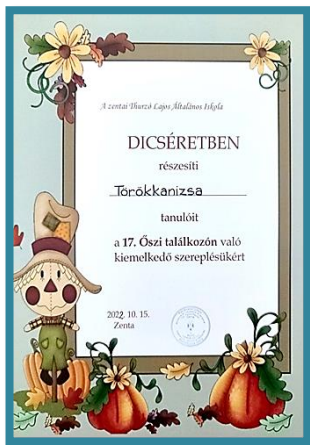 A zentai Thurzó Lajos Általános Iskola
DICSÉRETBEN
részesíti
Törökkanizsa
tanulóit
a 17. Őszi találkozón való
kiemelkedő szereplésükért
2022. 10. 15.
Zenta